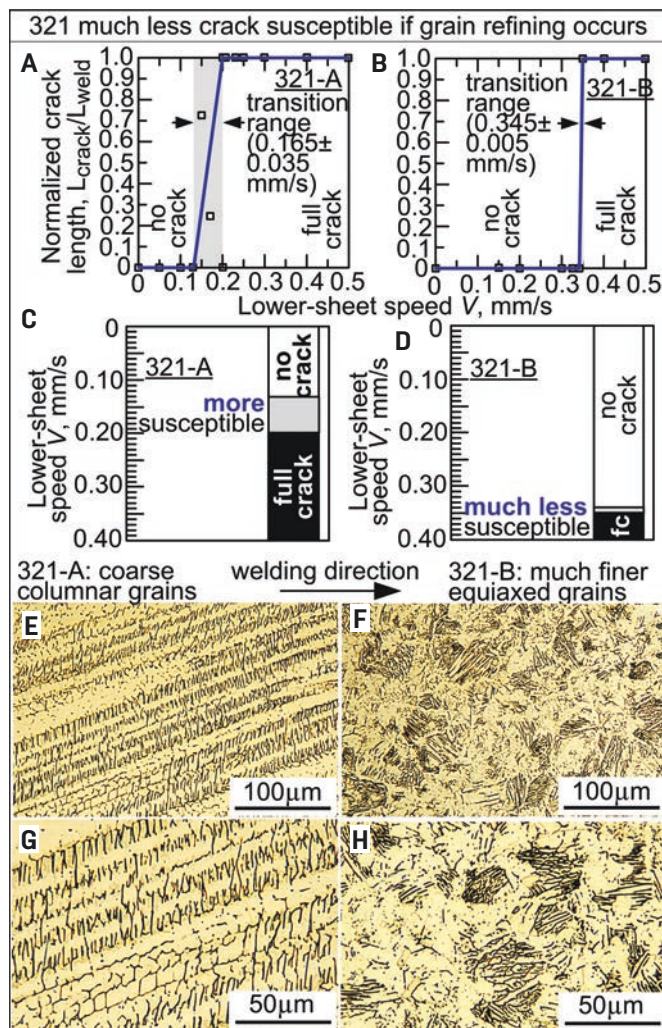 321 much less crack susceptible if grain refining occurs
A
Normalized crack
length, Lcrack/Lweld
1.0
0.9
0.8
0.7
0.6
0.5
0.4
0.3
0.2
0.1
0
321-A
transition
range
(0.165±
0.035
mm/s)
no
crack
full
crack
0 0.1 0.2 0.3 0.4 0.5
B
1.0
0.9
0.8
0.7
0.6
0.5
0.4
0.3
0.2
0.1
0
transition
range
(0.345±
0.005
mm/s)
321-B
no
crack
full
crack
0 0.1 0.2 0.3 0.4 0.5
Lower-sheet speed V, mm/s
C
Lower-sheet
speed V, mm/s
0
0.10
0.20
0.30
0.40
321-A
more
susceptible
no
crack
full
crack
D
Lower-sheet
speed V, mm/s
0
0.10
0.20
0.30
0.40
321-B
much less
susceptible
no
crack
fc
321-A: coarse
columnar grains
welding direction
321-B: much finer
equiaxed grains
E
100μm
F
100μm
G
50μm
H
50μm